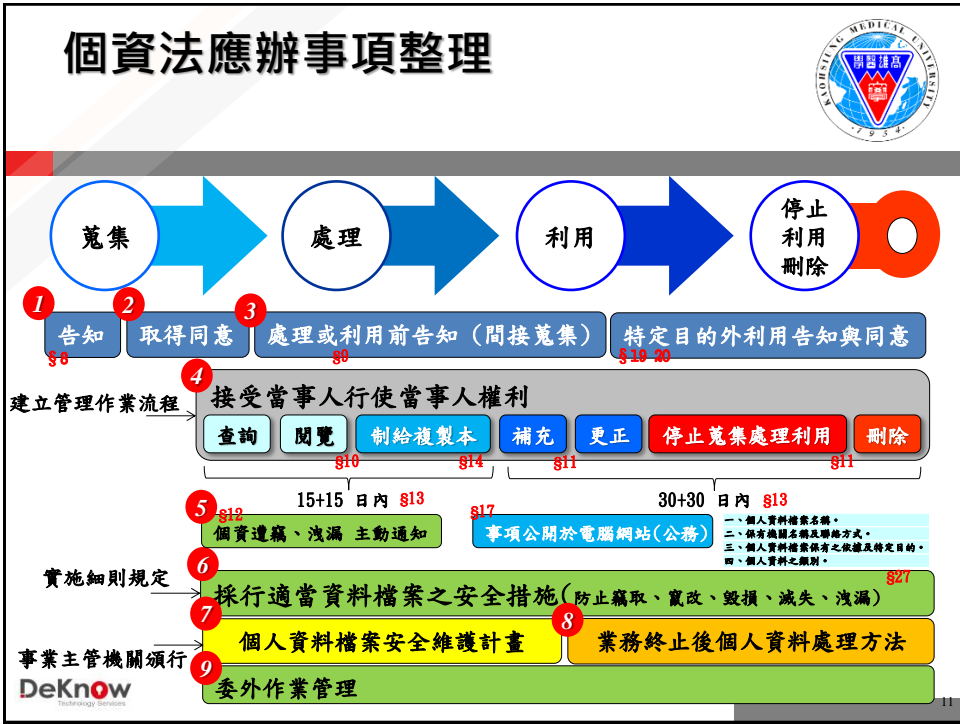 個資法應辦事項整理
KAOHSIUNG MEDICAL UNIVERSITY
學醫雄高
·1954·
蒐集
處理
利用
停止
利用
刪除
1 告知 §8
2 取得同意
3 處理或利用前告知（間接蒐集） §9
特定目的外利用告知與同意 §19 20
建立管理作業流程
4 接受當事人行使當事人權利
查詢 閱覽 制給複製本 補充 更正 停止蒐集處理利用 刪除
§10 §14 §11 §11
15+15 日內 §13
30+30 日內 §13
5 §12 個資遭竊、洩漏 主動通知
§17 事項公開於電腦網站(公務)
一、個人資料檔案名稱。
二、保有機關名稱及聯絡方式。
三、個人資料檔案保有之依據及特定目的。
四、個人資料之類別。
實施細則規定
6 採行適當資料檔案之安全措施(防止竊取、竄改、毀損、滅失、洩漏) §27
事業主管機關頒行
7 個人資料檔案安全維護計畫
8 業務終止後個人資料處理方法
9 委外作業管理
DeKnow
Technology Services
11